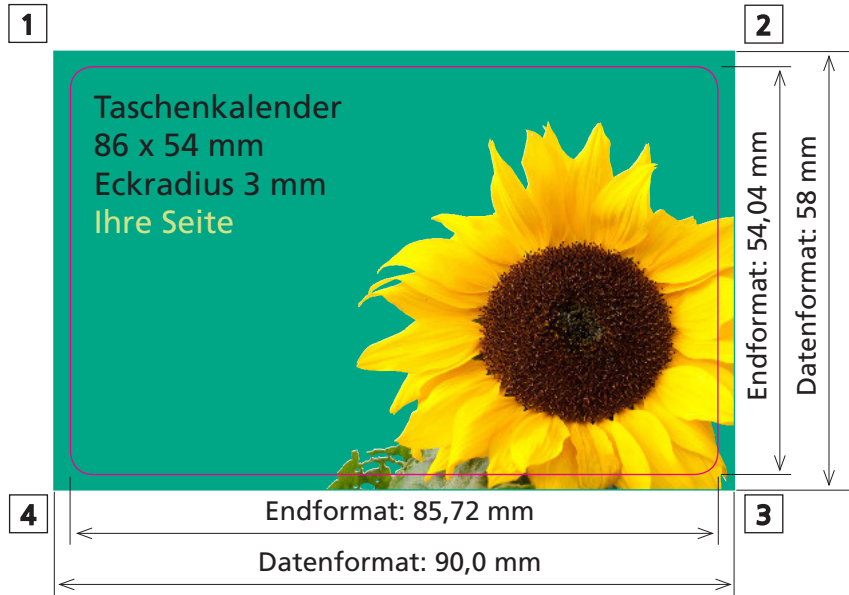 1
2
Taschenkalender
86 x 54 mm
Eckradius 3 mm
Ihre Seite
Endformat: 54,04 mm
Datenformat: 58 mm
4
3
Endformat: 85,72 mm
Datenformat: 90,0 mm